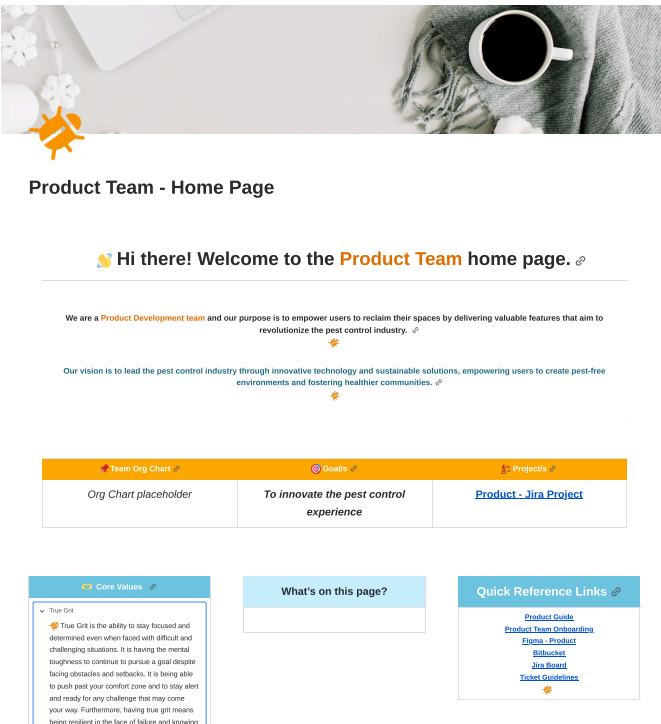 Product Team - Home Page
👋 Hi there! Welcome to the Product Team home page.
We are a Product Development team and our purpose is to empower users to reclaim their spaces by delivering valuable features that aim to
revolutionize the pest control industry.
Our vision is to lead the pest control industry through innovative technology and sustainable solutions, empowering users to create pest-free
environments and fostering healthier communities.
📌Team Org Chart
🎯Goal/s
🏗️Project/s
Org Chart placeholder
To innovate the pest control
experience
Product - Jira Project
🫶 Core Values
True Grit
True Grit is the ability to stay focused and
determined even when faced with difficult and
challenging situations. It is having the mental
toughness to continue to pursue a goal despite
facing obstacles and setbacks. It is being able
to push past your comfort zone and to stay alert
and ready for any challenge that may come
your way. Furthermore, having true grit means
being resilient in the face of failure and knowing
What's on this page?
Quick Reference Links
Product Guide
Product Team Onboarding
Figma - Product
Bitbucket
Jira Board
Ticket Guidelines